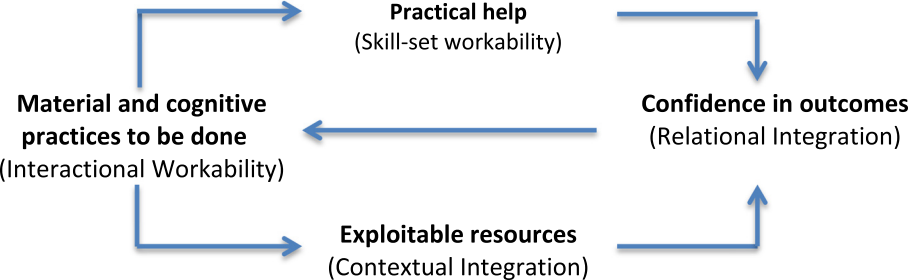 Practical help
(Skill-set workability)
Material and cognitive
practices to be done
(Interactional Workability)
Confidence in outcomes
(Relational Integration)
Exploitable resources
(Contextual Integration)